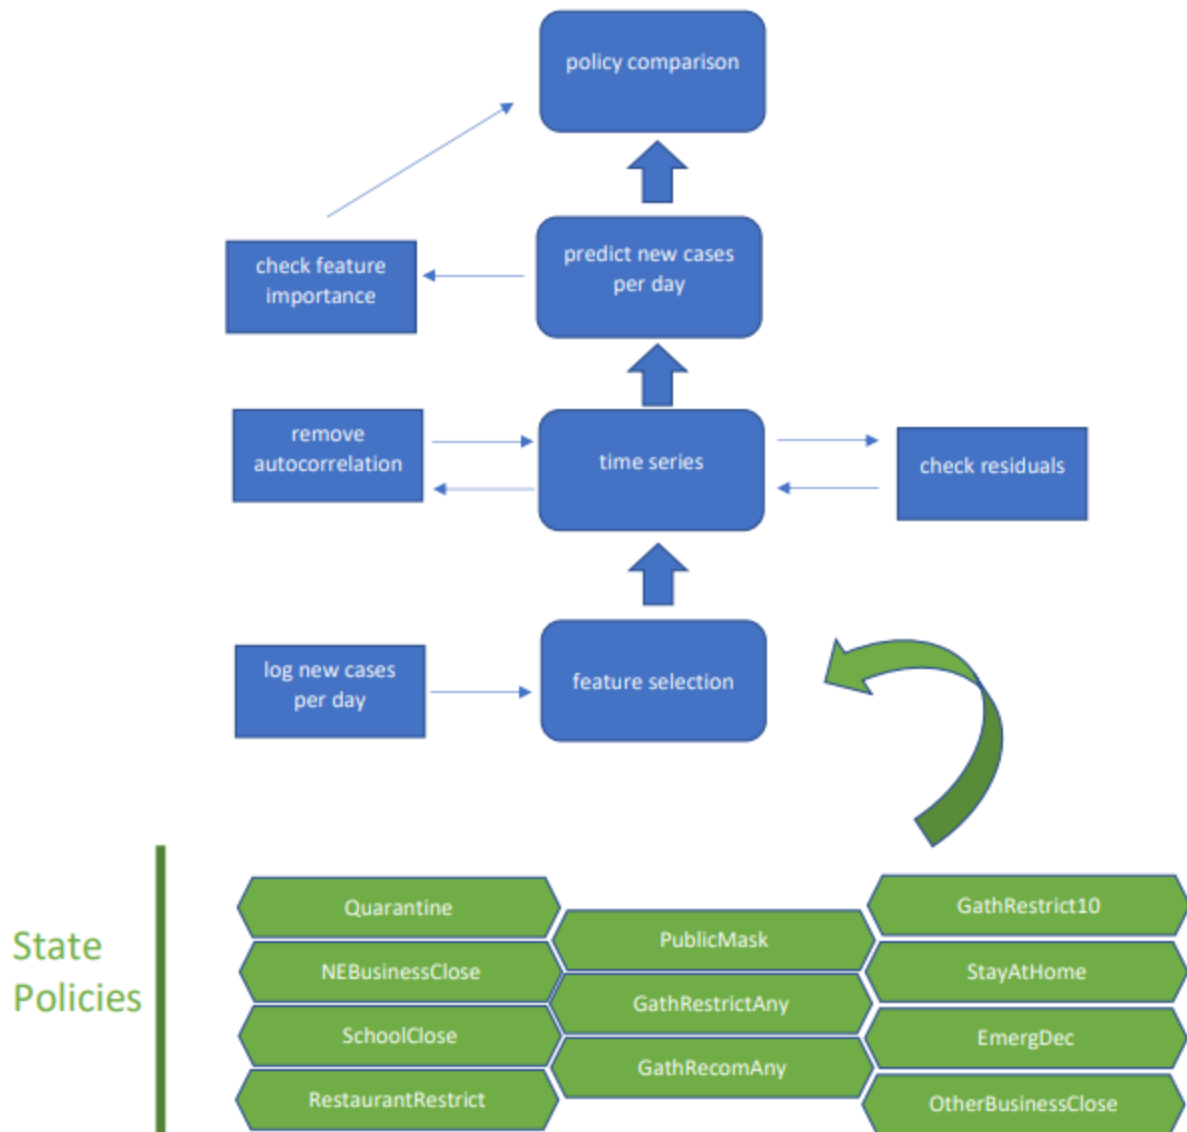 policy comparison
check feature
importance
predict new cases
per day
remove
autocorrelation
time series
check residuals
log new cases
per day
feature selection
State
Policies
Quarantine
NEBusinessClose
SchoolClose
RestaurantRestrict
PublicMask
GathRestrictAny
GathRecomAny
GathRestrict10
StayAtHome
EmergDec
OtherBusinessClose